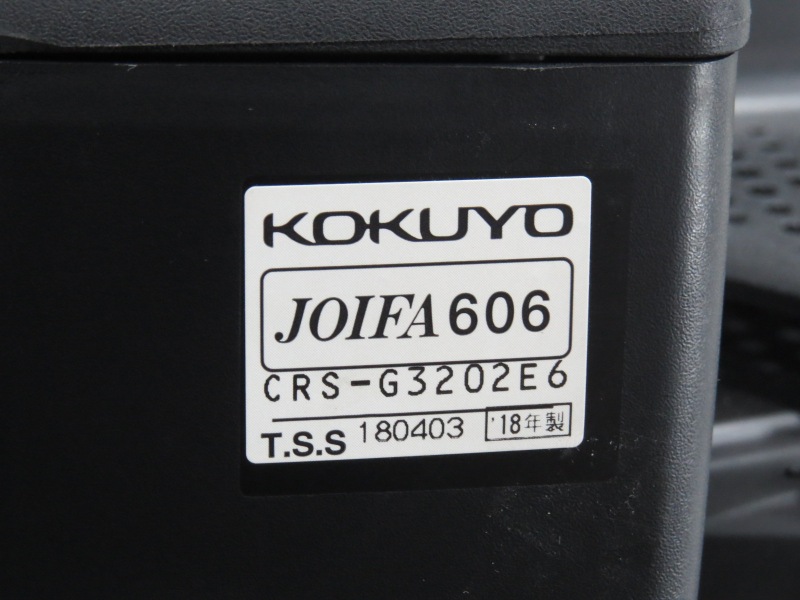 KOKUYO
JOIFA 606
CRS-G3202E6
T.S.S 180403 '18年製